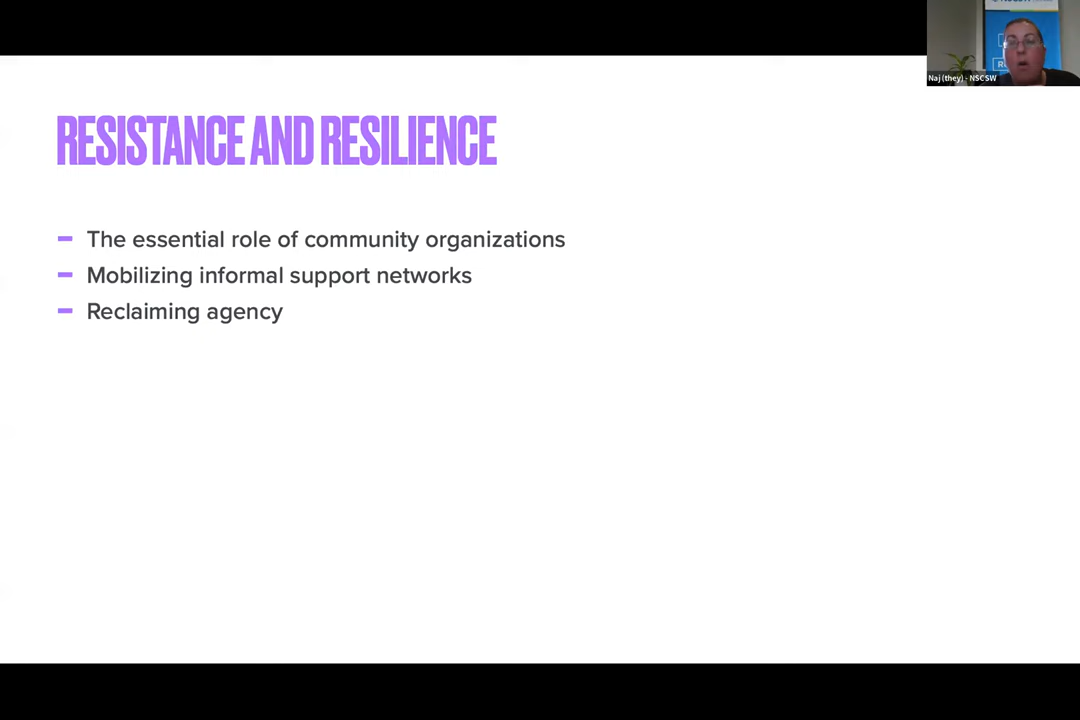 RESISTANCE AND RESILIENCE
The essential role of community organizations
Mobilizing informal support networks
Reclaiming agency
Naj (they) - NSCSW